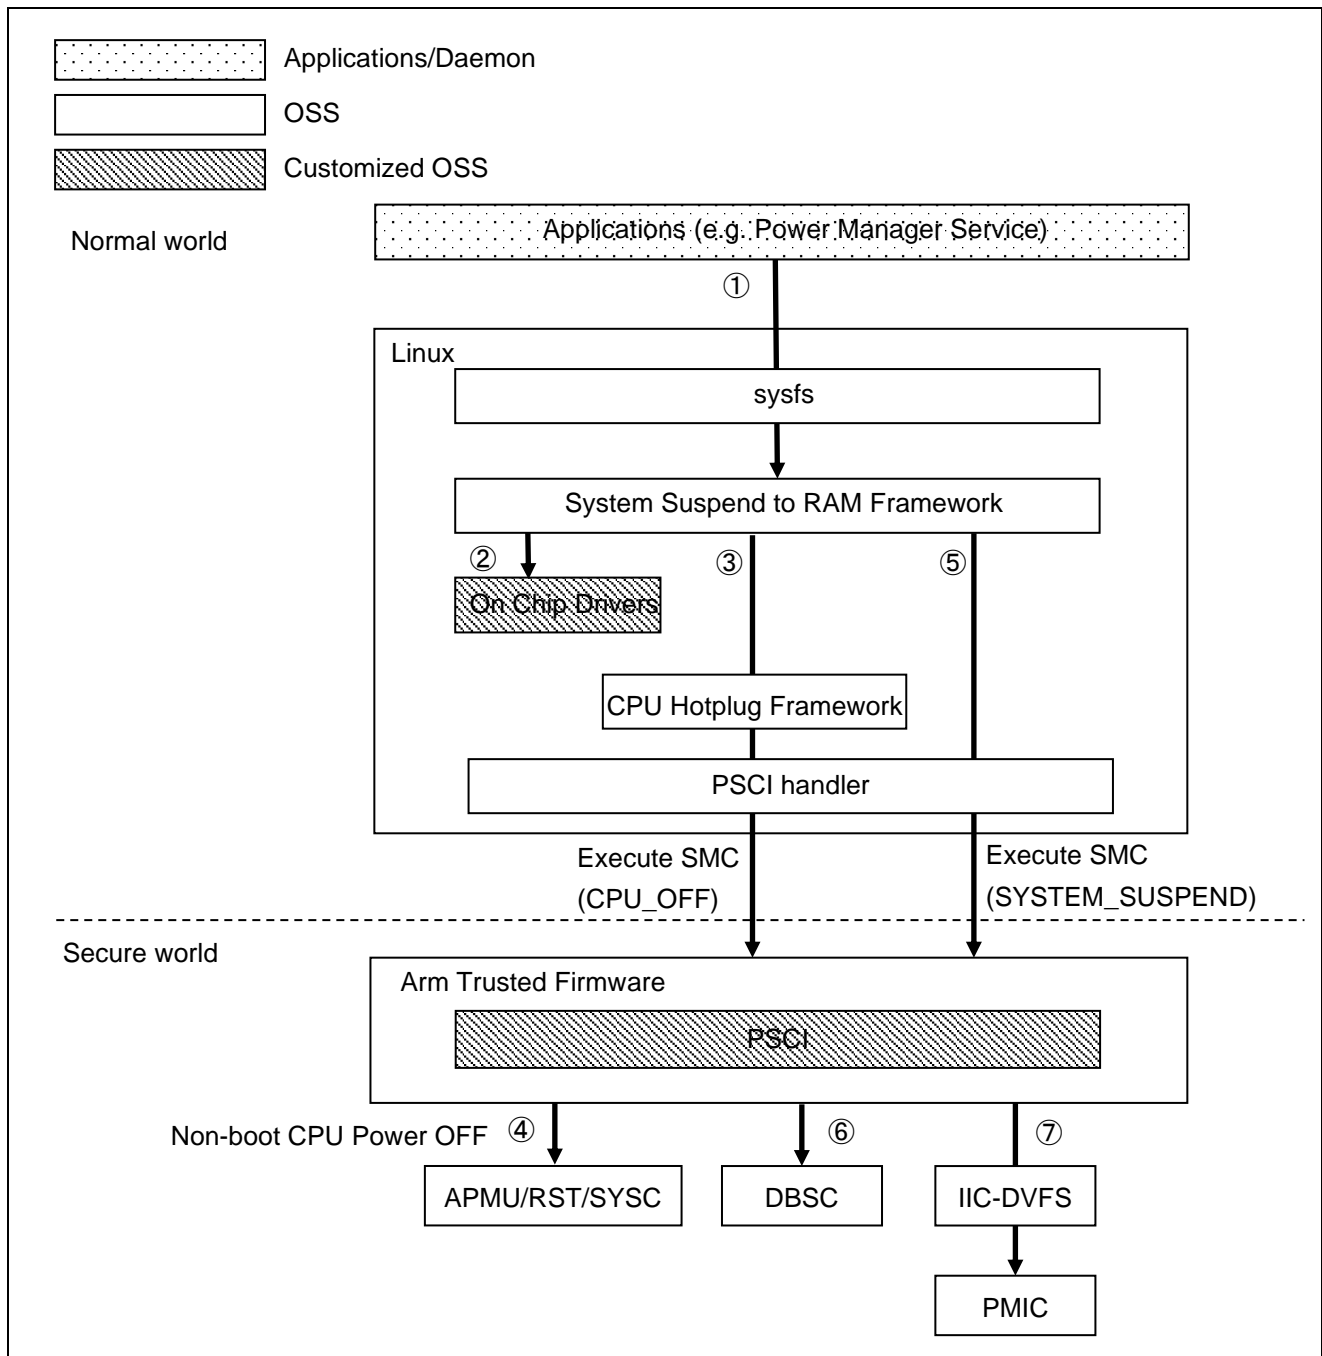 Applications/Daemon
OSS
Customized OSS
Normal world
Applications (e.g. Power Manager Service)
①
Linux
sysfs
System Suspend to RAM Framework
②
③
⑤
On Chip Drivers
CPU Hotplug Framework
PSCI handler
Execute SMC
(CPU_OFF)
Execute SMC
(SYSTEM_SUSPEND)
Secure world
Arm Trusted Firmware
PSCI
Non-boot CPU Power OFF
④
⑥
⑦
APMU/RST/SYSC
DBSC
IIC-DVFS
PMIC